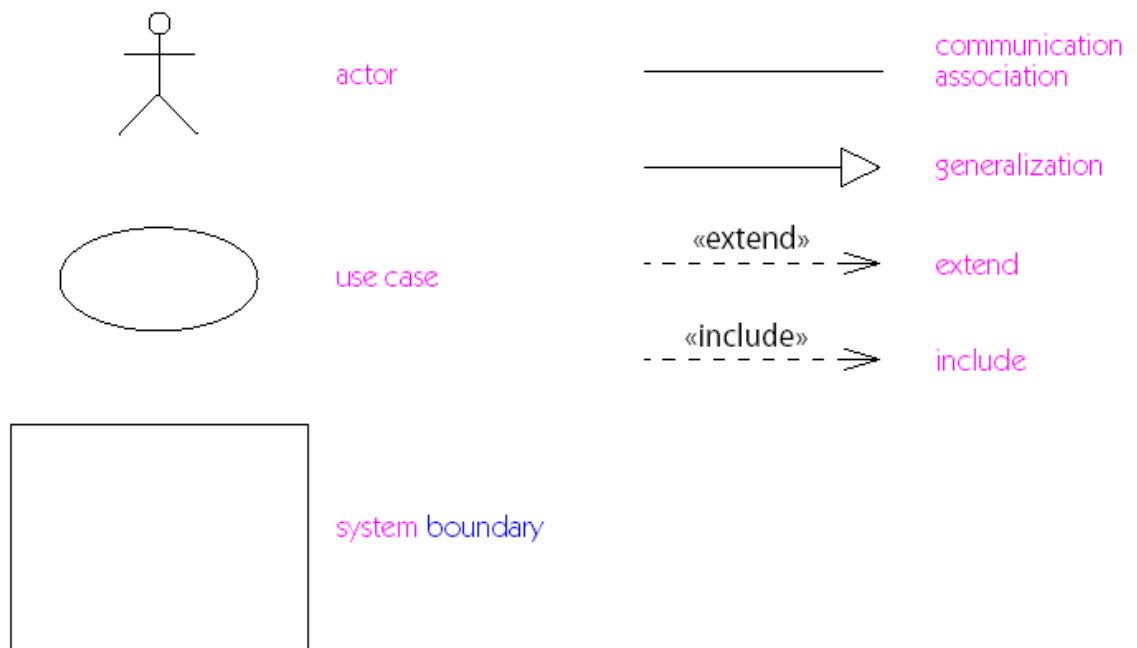 actor
communication
association
generalization
«extend»
extend
use case
«include»
include
system boundary